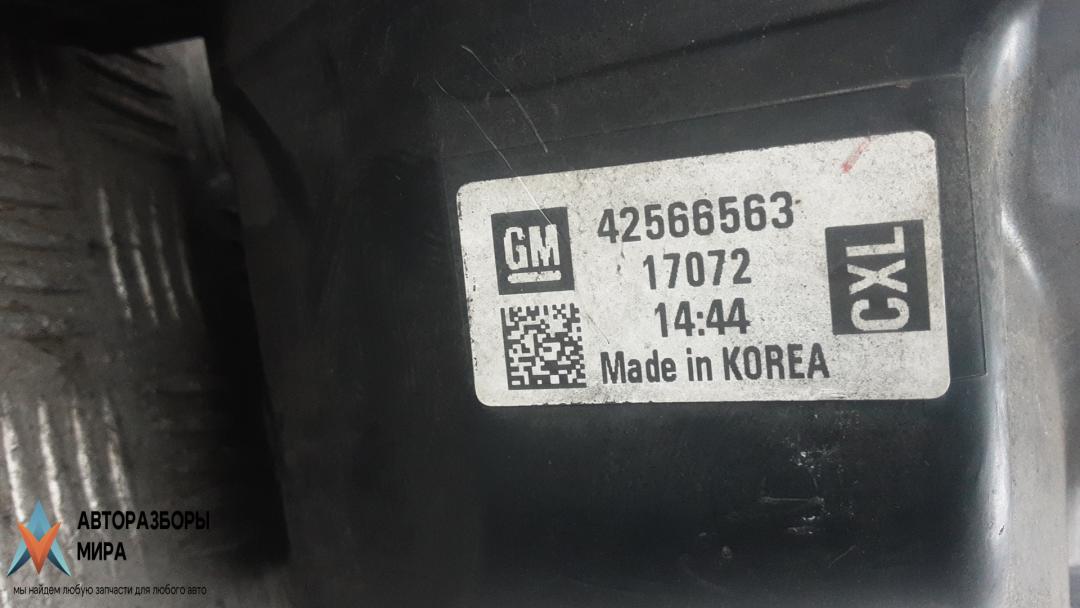 GM
42566563
17072
14:44
Made in KOREA
CXL
АВТОРАЗБОРЫ
МИРА
мы найдем любую запчасти для любого авто